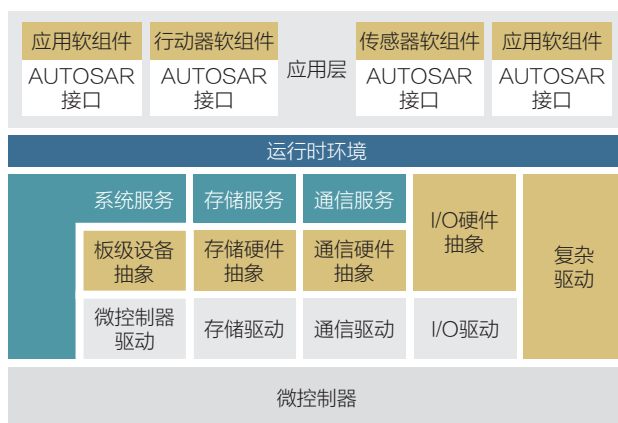 应用软组件
AUTOSAR
接口
行动器软组件
AUTOSAR
接口
应用层
传感器软组件
AUTOSAR
接口
应用软组件
AUTOSAR
接口
运行时环境
系统服务
存储服务
通信服务
I/O硬件
抽象
复杂
驱动
板级设备
抽象
存储硬件
抽象
通信硬件
抽象
微控制器
驱动
存储驱动
通信驱动
I/O驱动
微控制器